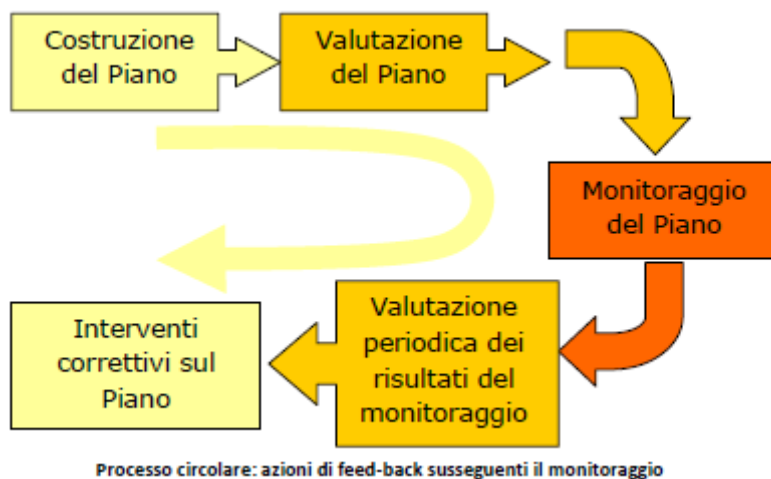 Costruzione
del Piano
Valutazione
del Piano
Monitoraggio
del Piano
Valutazione
periodica dei
risultati del
monitoraggio
Interventi
correttivi sul
Piano
Processo circolare: azioni di feed-back susseguenti il monitoraggio